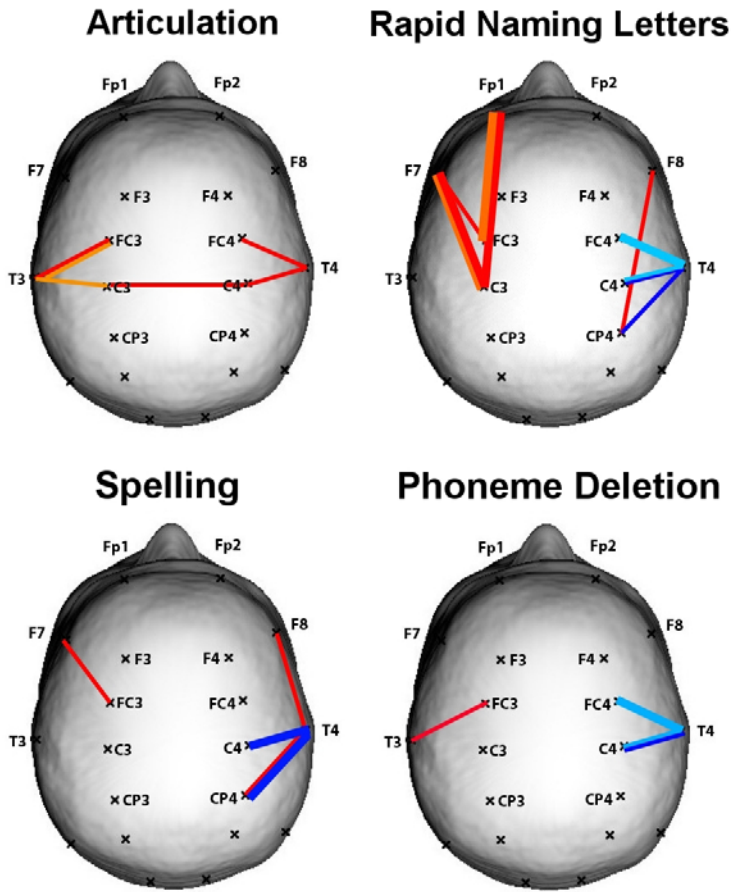 Articulation
Fp1 Fp2
F7 F8
F3 F4
FC3 FC4
T3 T4
C3 C4
CP3 CP4
Rapid Naming Letters
Fp1 Fp2
F7 F8
F3 F4
FC3 FC4
T3 T4
C3 C4
CP3 CP4
Spelling
Fp1 Fp2
F7 F8
F3 F4
FC3 FC4
T3 T4
C3 C4
CP3 CP4
Phoneme Deletion
Fp1 Fp2
F7 F8
F3 F4
FC3 FC4
T3 T4
C3 C4
CP3 CP4